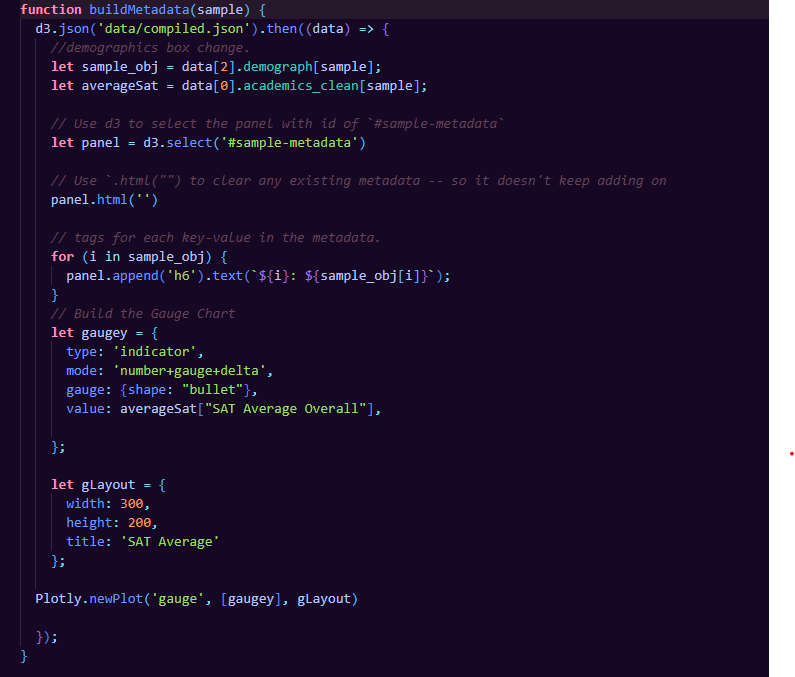 function buildMetadata(sample) {
d3.json('data/compiled.json').then((data) => {
//demographics box change.
let sample_obj = data[2].demograph[sample];
let averageSat = data[0].academics_clean[sample];
// Use d3 to select the panel with id of `#sample-metadata`
let panel = d3.select('#sample-metadata')
// Use `.html("") to clear any existing metadata -- so it doesn't keep adding on
panel.html('')
// tags for each key-value in the metadata.
for (i in sample_obj) {
panel.append('h6').text(`${i}: ${sample_obj[i]}`);
}
// Build the Gauge Chart
let gaugey = {
type: 'indicator',
mode: 'number+gauge+delta',
gauge: {shape: "bullet"},
value: averageSat["SAT Average Overall"],
};
let gLayout = {
width: 300,
height: 200,
title: 'SAT Average'
};
Plotly.newPlot('gauge', [gaugey], gLayout)
});
}